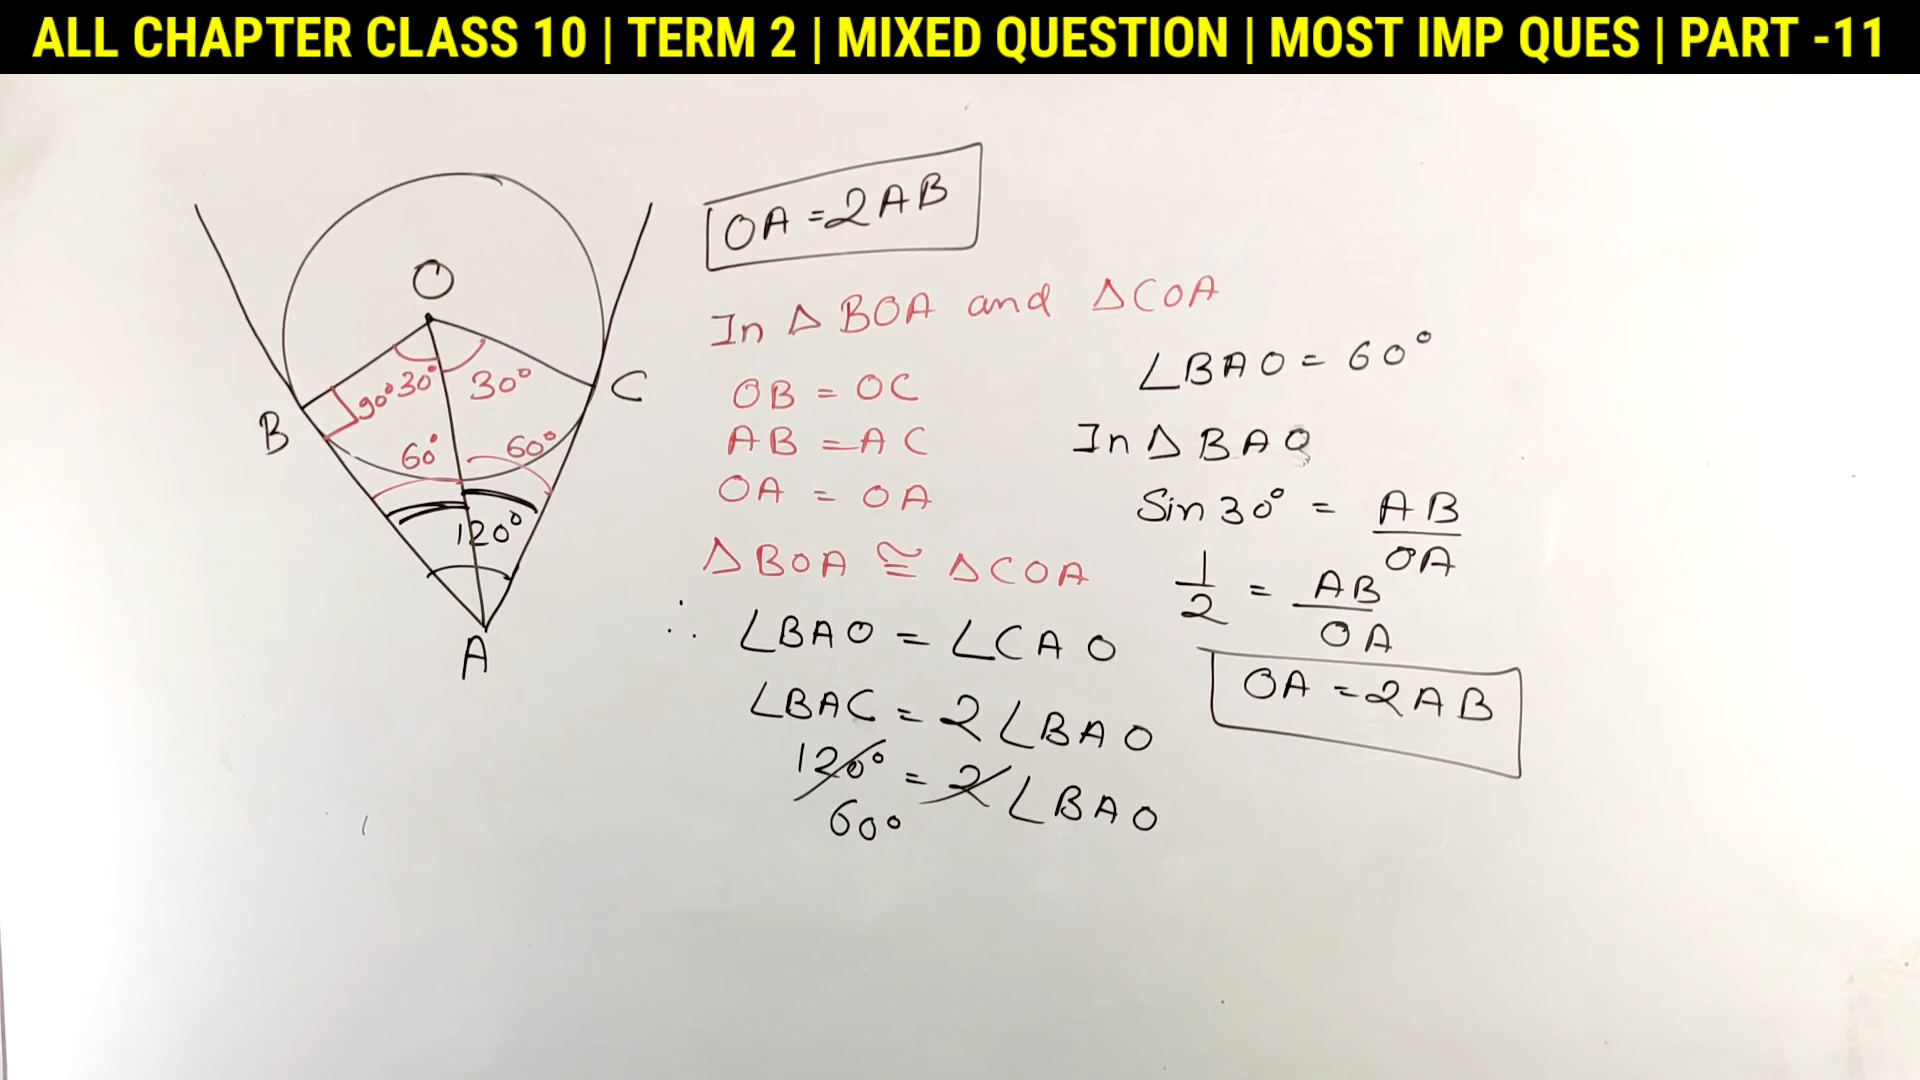 ALL CHAPTER CLASS 10 | TERM 2 | MIXED QUESTION | MOST IMP QUES | PART -11
OA = 2AB
In △ BOA and △COA
OB = OC
AB = AC
OA = OA
△BOA ≅ △COA
∴ ∠BAO = ∠CAO
∠BAC = 2∠BAO
120° = 2∠BAO
60°
∠BAO = 60°
In △ BAO
Sin 30° = AB/OA
1/2 = AB/OA
OA = 2AB
O
90° 30° 30°
B
C
60° 60°
120°
A